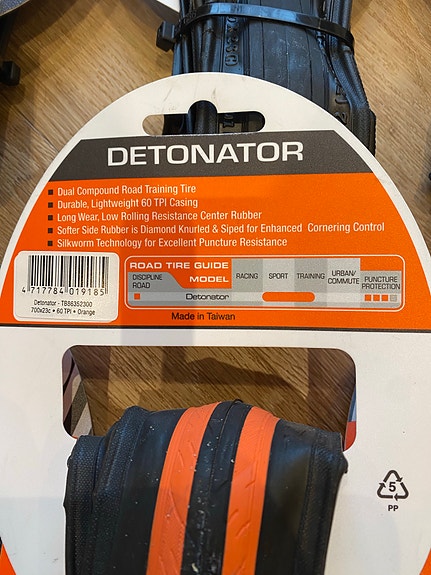 DETONATOR
Dual Compound Road Training Tire
Durable, Lightweight 60 TPI Casing
Long Wear, Low Rolling Resistance Center Rubber
Softer Side Rubber is Diamond Knurled & Siped for Enhanced Cornering Control
Silkworm Technology for Excellent Puncture Resistance
4 717784 019185
Detonator - TB86352300
700x23c • 60 TPI • Orange
ROAD TIRE GUIDE
DISCIPLINE MODEL RACING SPORT TRAINING URBAN/COMMUTE PUNCTURE PROTECTION
ROAD
Detonator
Made in Taiwan
5
PP